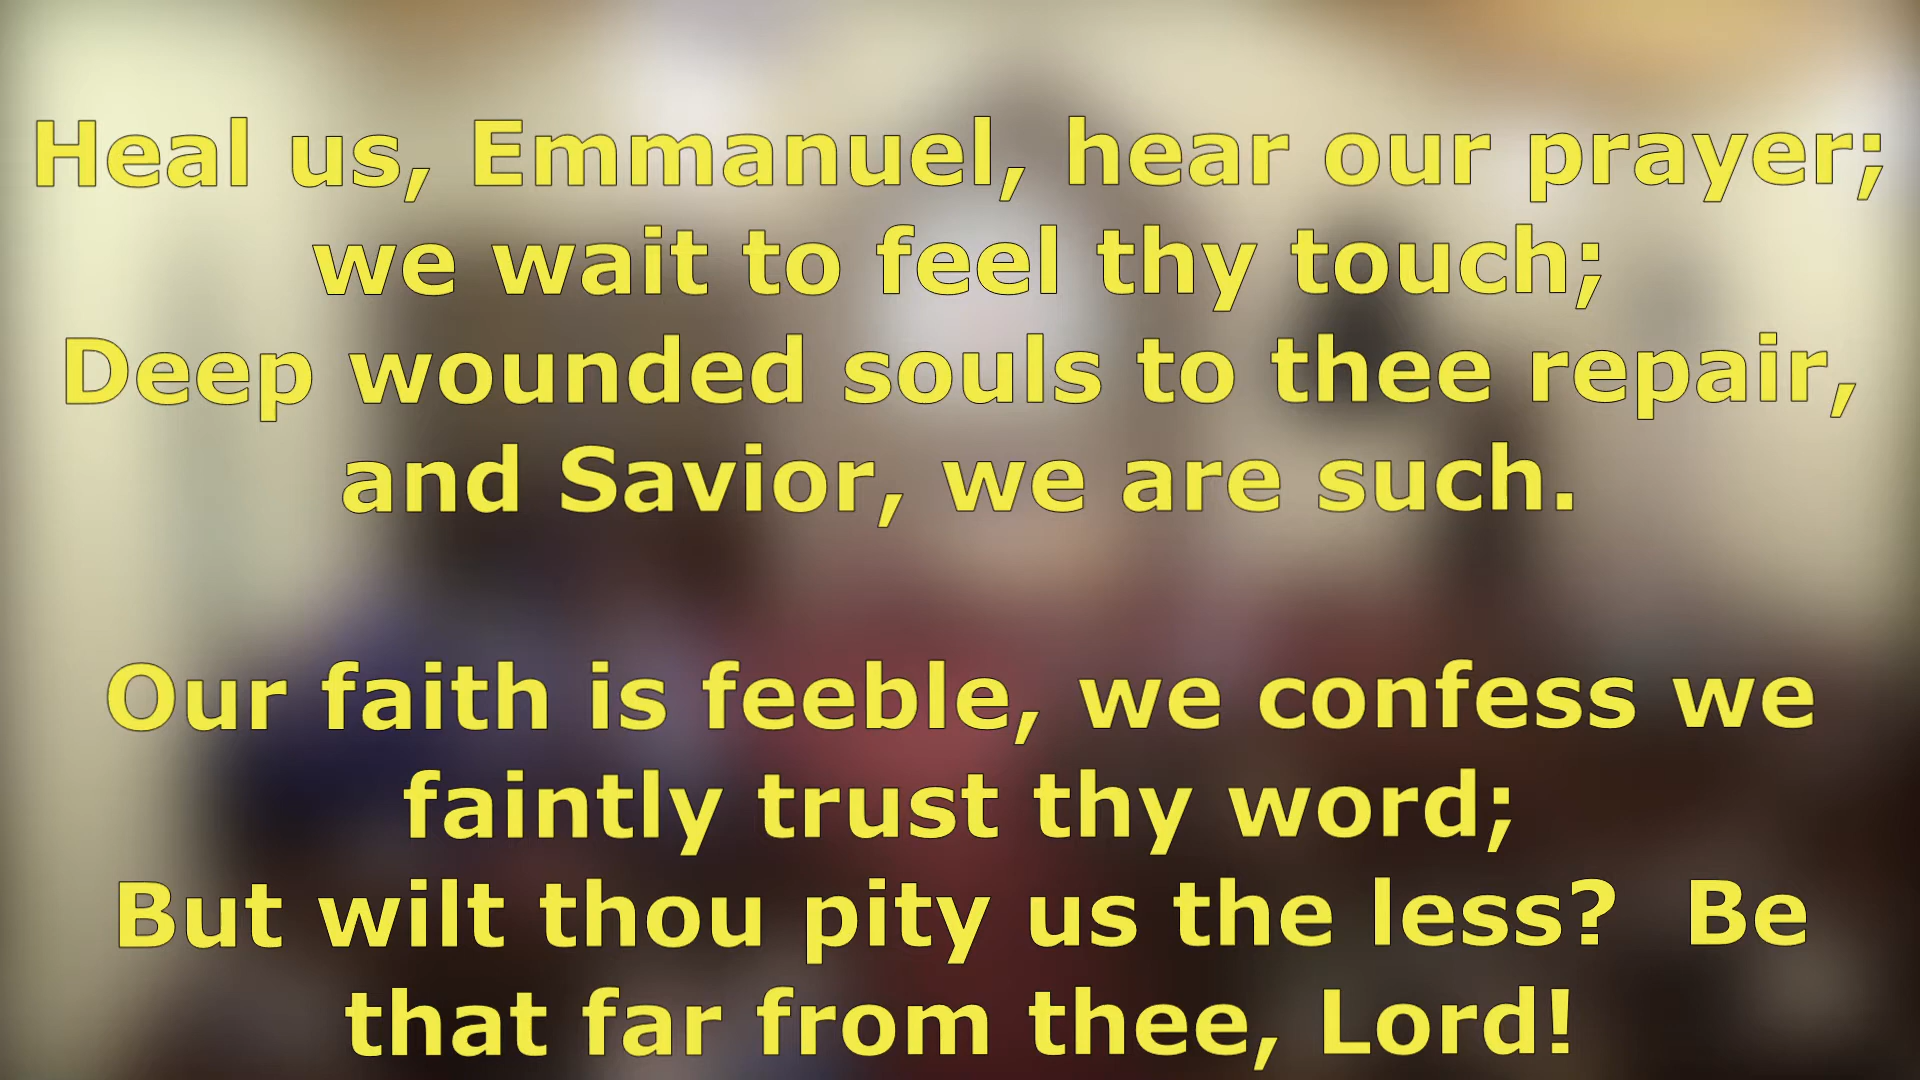 Heal us, Emmanuel, hear our prayer;
we wait to feel thy touch;
Deep wounded souls to thee repair,
and Savior, we are such.
Our faith is feeble, we confess we
faintly trust thy word;
But wilt thou pity us the less?  Be
that far from thee, Lord!